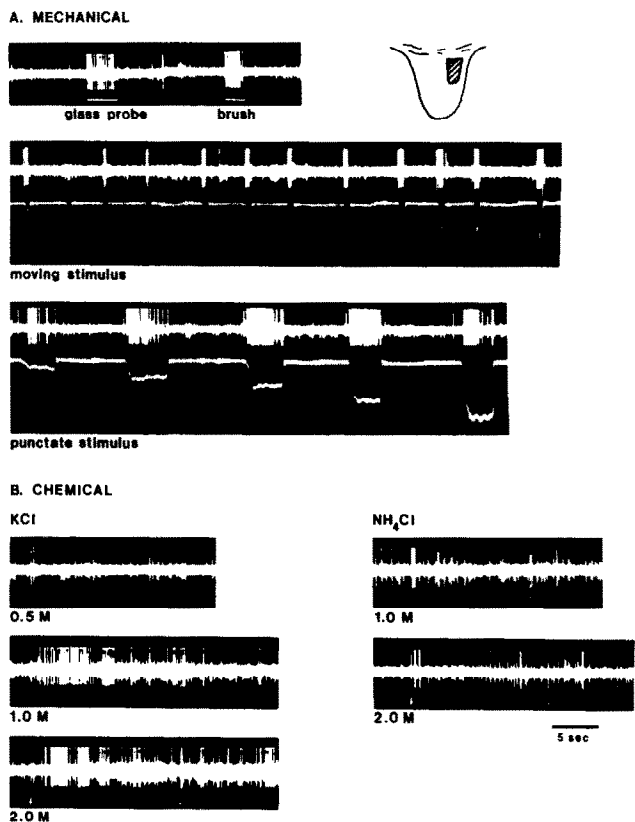 A. MECHANICAL
glass probe brush
moving stimulus
punctate stimulus
B. CHEMICAL
KCl NH4Cl
0.5 M 1.0 M
1.0 M 2.0 M
5 sec
2.0 M